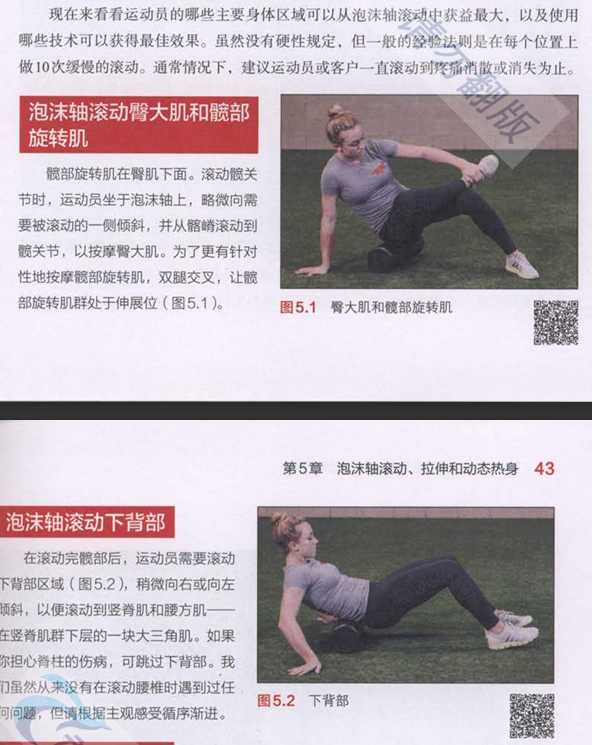 现在来看看运动员的哪些主要身体区域可以从泡沫轴滚动中获益最大，以及使用
哪些技术可以获得最佳效果。虽然没有硬性规定，但一般的经验法则是在每个位置上
做10次缓慢的滚动。通常情况下，建议运动员或客户一直滚动到疼痛消散或消失为止。
请勿翻版
泡沫轴滚动臀大肌和髋部
旋转肌
髋部旋转肌在臀肌下面。滚动髋关
节时，运动员坐于泡沫轴上，略微向需
要被滚动的一侧倾斜，并从髂嵴滚动到
髋关节，以按摩臀大肌。为了更有针对
性地按摩髋部旋转肌，双腿交叉，让髋
部旋转肌群处于伸展位（图5.1）。
图5.1 臀大肌和髋部旋转肌
第5章 泡沫轴滚动、拉伸和动态热身 43
泡沫轴滚动下背部
在滚动完髋部后，运动员需要滚动
下背部区域（图5.2），稍微向右或向左
倾斜，以便滚动到竖脊肌和腰方肌——
在竖脊肌群下层的一块大三角肌。如果
你担心脊柱的伤病，可跳过下背部。我
们虽然从来没有在滚动腰椎时遇到过任
何问题，但请根据主观感受循序渐进。
图5.2 下背部